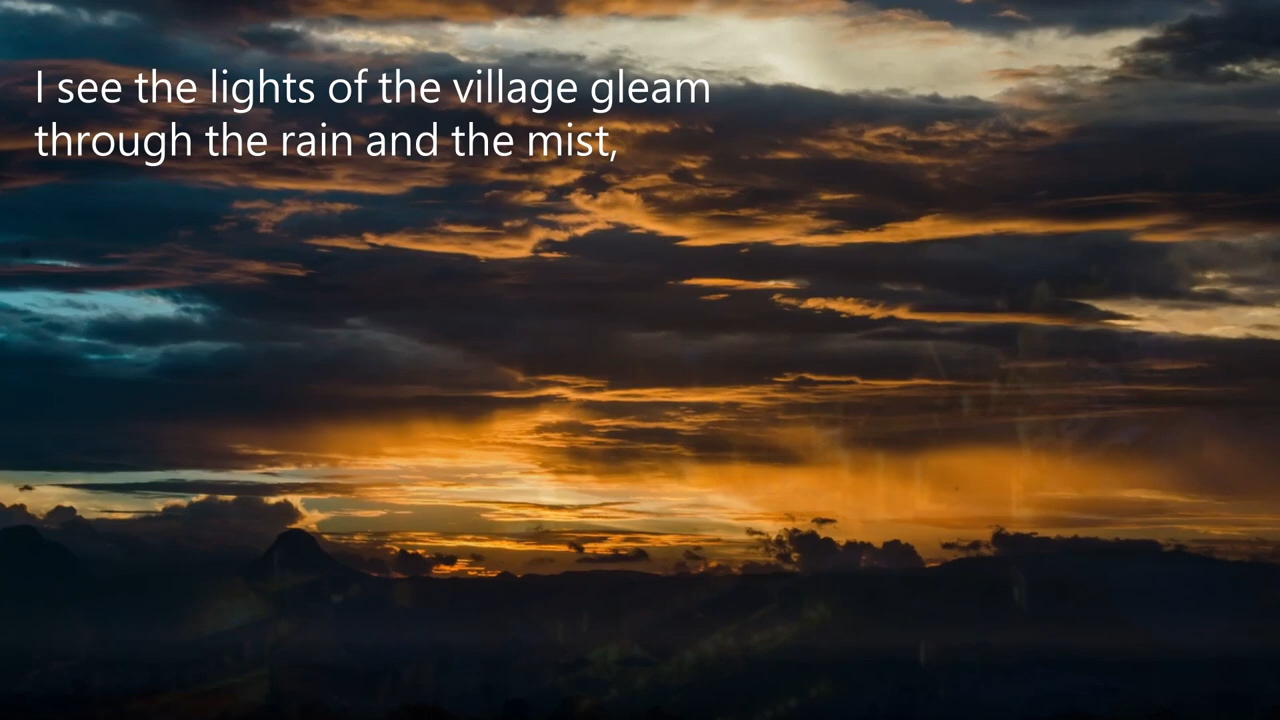 I see the lights of the village gleam
through the rain and the mist,